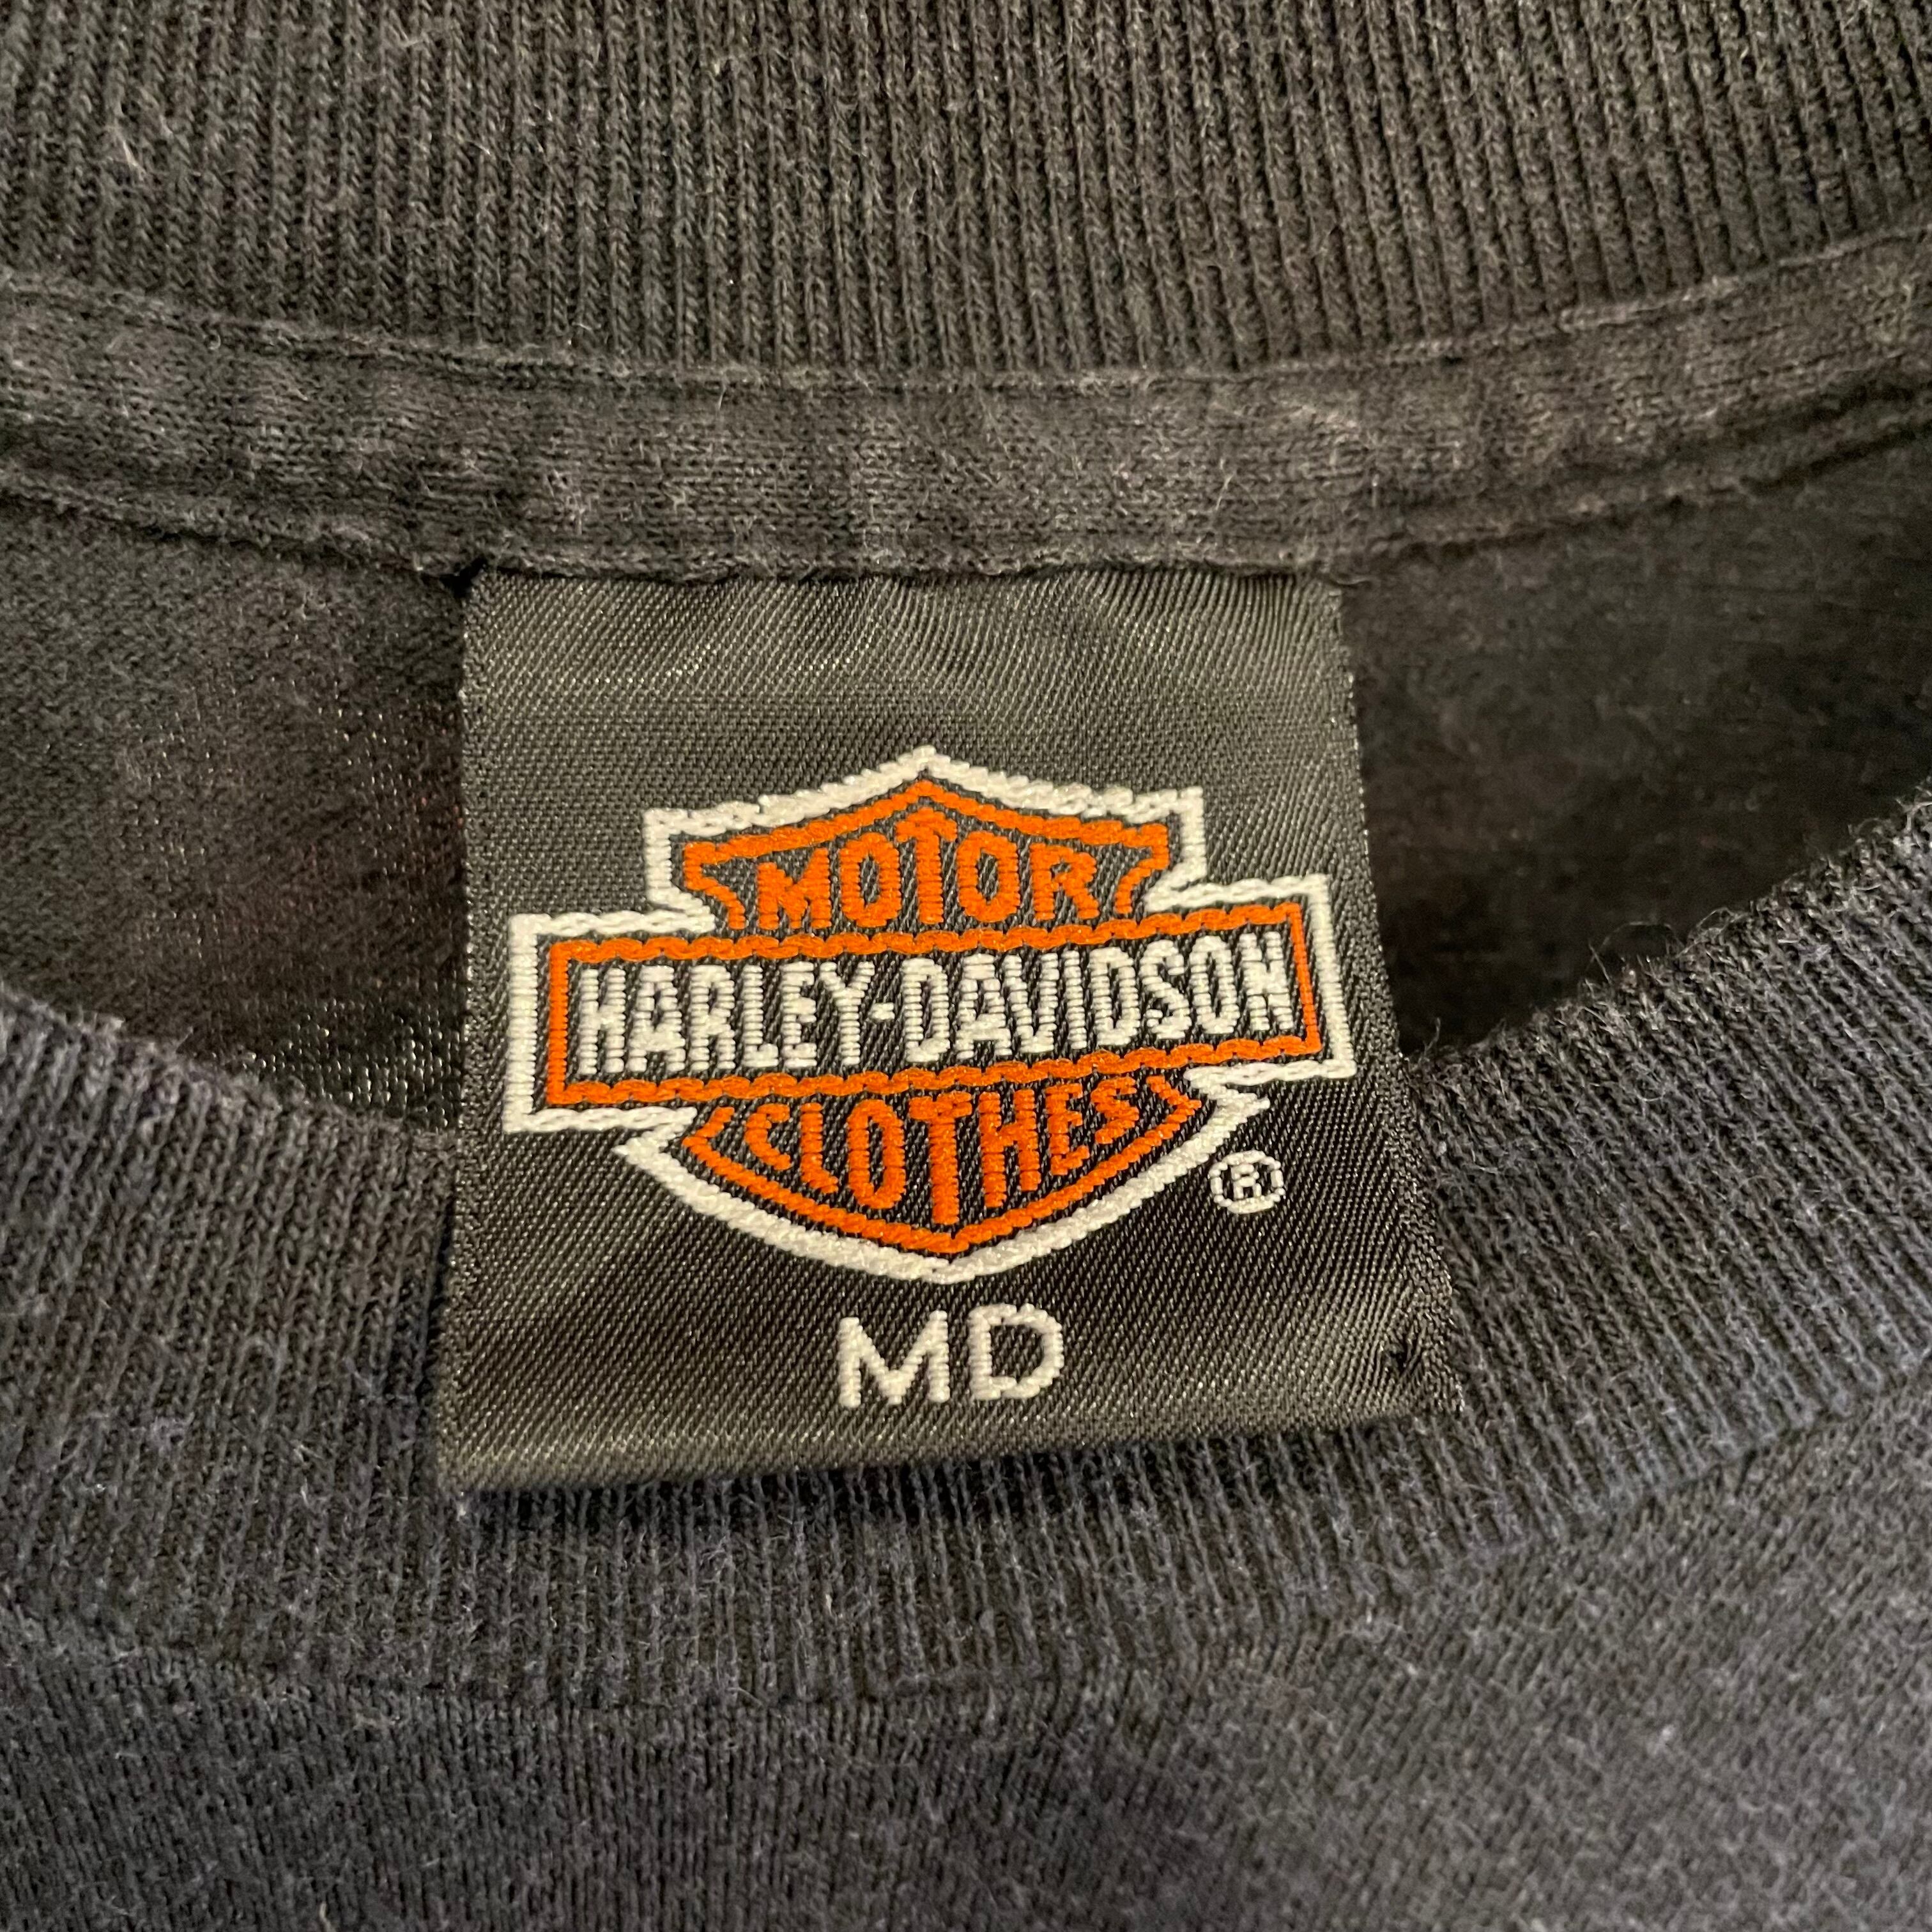 MOTOR
HARLEY-DAVIDSON
CLOTHES
®
MD